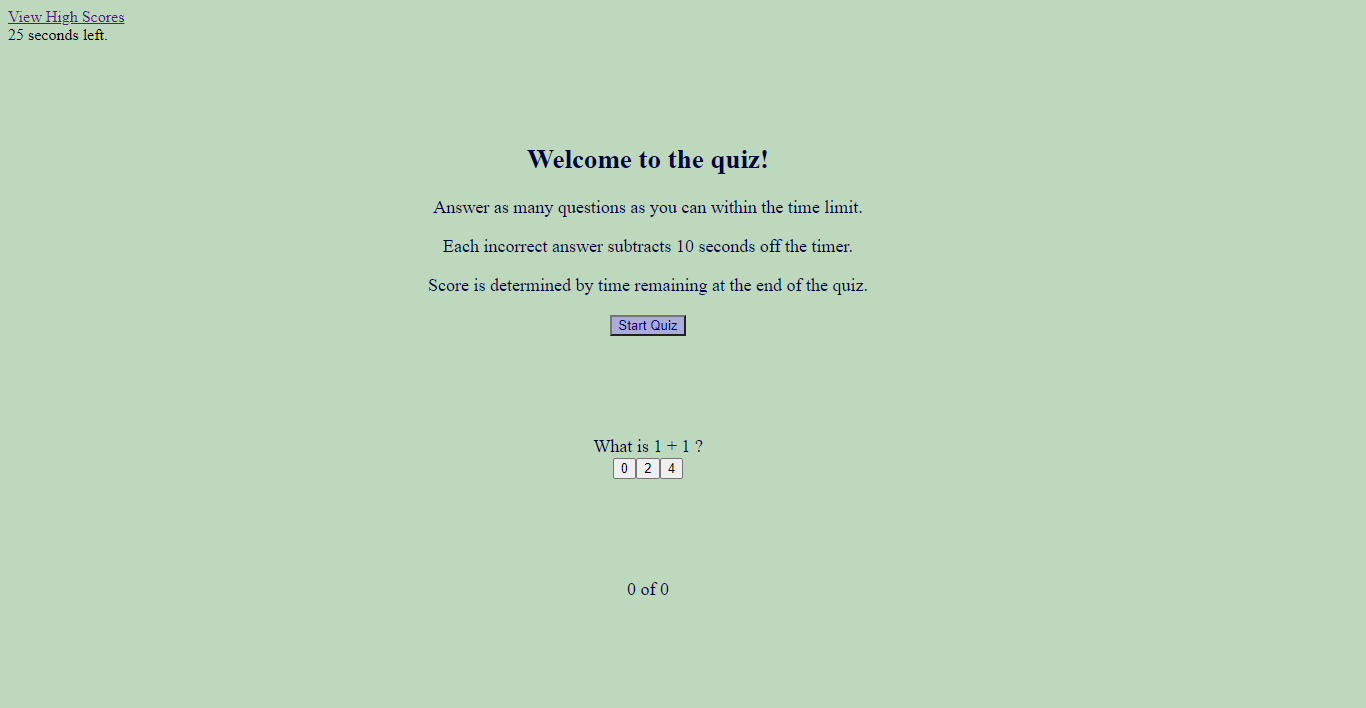 View High Scores
25 seconds left.
Welcome to the quiz!
Answer as many questions as you can within the time limit.
Each incorrect answer subtracts 10 seconds off the timer.
Score is determined by time remaining at the end of the quiz.
Start Quiz
What is 1 + 1 ?
0 2 4
0 of 0